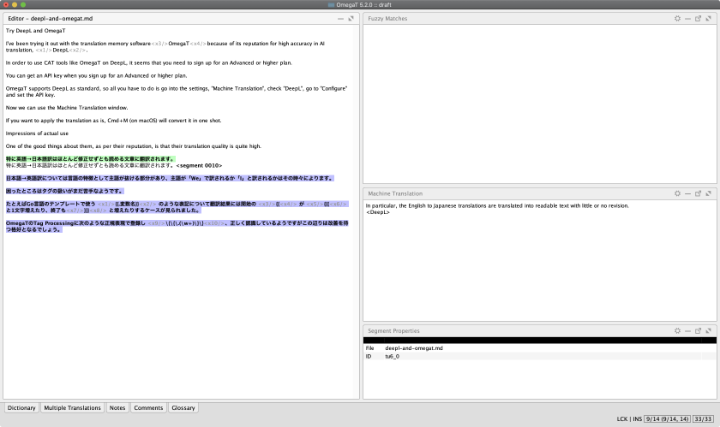 OmegaT 5.2.0 :: draft
Editor - deepl-and-omegat.md
Try DeepL and OmegaT
I've been trying it out with the translation memory software<x0/>OmegaT<x0/>because of its reputation for high accuracy in AI
translation, <x1/>DeepL<x2/>.
In order to use CAT tools like OmegaT on DeepL, it seems that you need to sign up for an Advanced or higher plan.
You can get an API key when you sign up for an Advanced or higher plan.
OmegaT supports DeepL as standard, so all you have to do is go into the settings, "Machine Translation", check "DeepL", go to "Configure"
and set the API key.
Now we can use the Machine Translation window.
If you want to apply the translation as is, Cmd+M (on macOS) will convert it in one shot.
Impressions of actual use
One of the good things about them, as per their reputation, is that their translation quality is quite high.
特に英語→日本語訳はほとんど修正せずとも読める文章に翻訳されます。
特に英語→日本語訳はほとんど修正せずとも読める文章に翻訳されます。<segment 0010>
日本語→英語訳については言語の特徴として主語が抜ける部分があり、主語が「We」で訳されるか「I」と訳されるかはその時々によります。
困ったところはタグの扱いがまだ苦手なようです。
たとえばGo言語のテンプレートで使う のような表記について翻訳結果には開始の が
と1文字増えたり、終了も と増えたりするケースが見られました。
OmegaTのTag Processingに次のような正規表現で登録し 、正しく認識しているようですがこの辺りは改善を待
つ格好となるでしょう。
Fuzzy Matches
Machine Translation
In particular, the English to Japanese translations are translated into readable text with little or no revision.
<DeepL>
Segment Properties
File deepl-and-omegat.md
ID tu6_0
Dictionary Multiple Translations Notes Comments Glossary
LCK | INS 9/14 (9/14, 14) 33/33